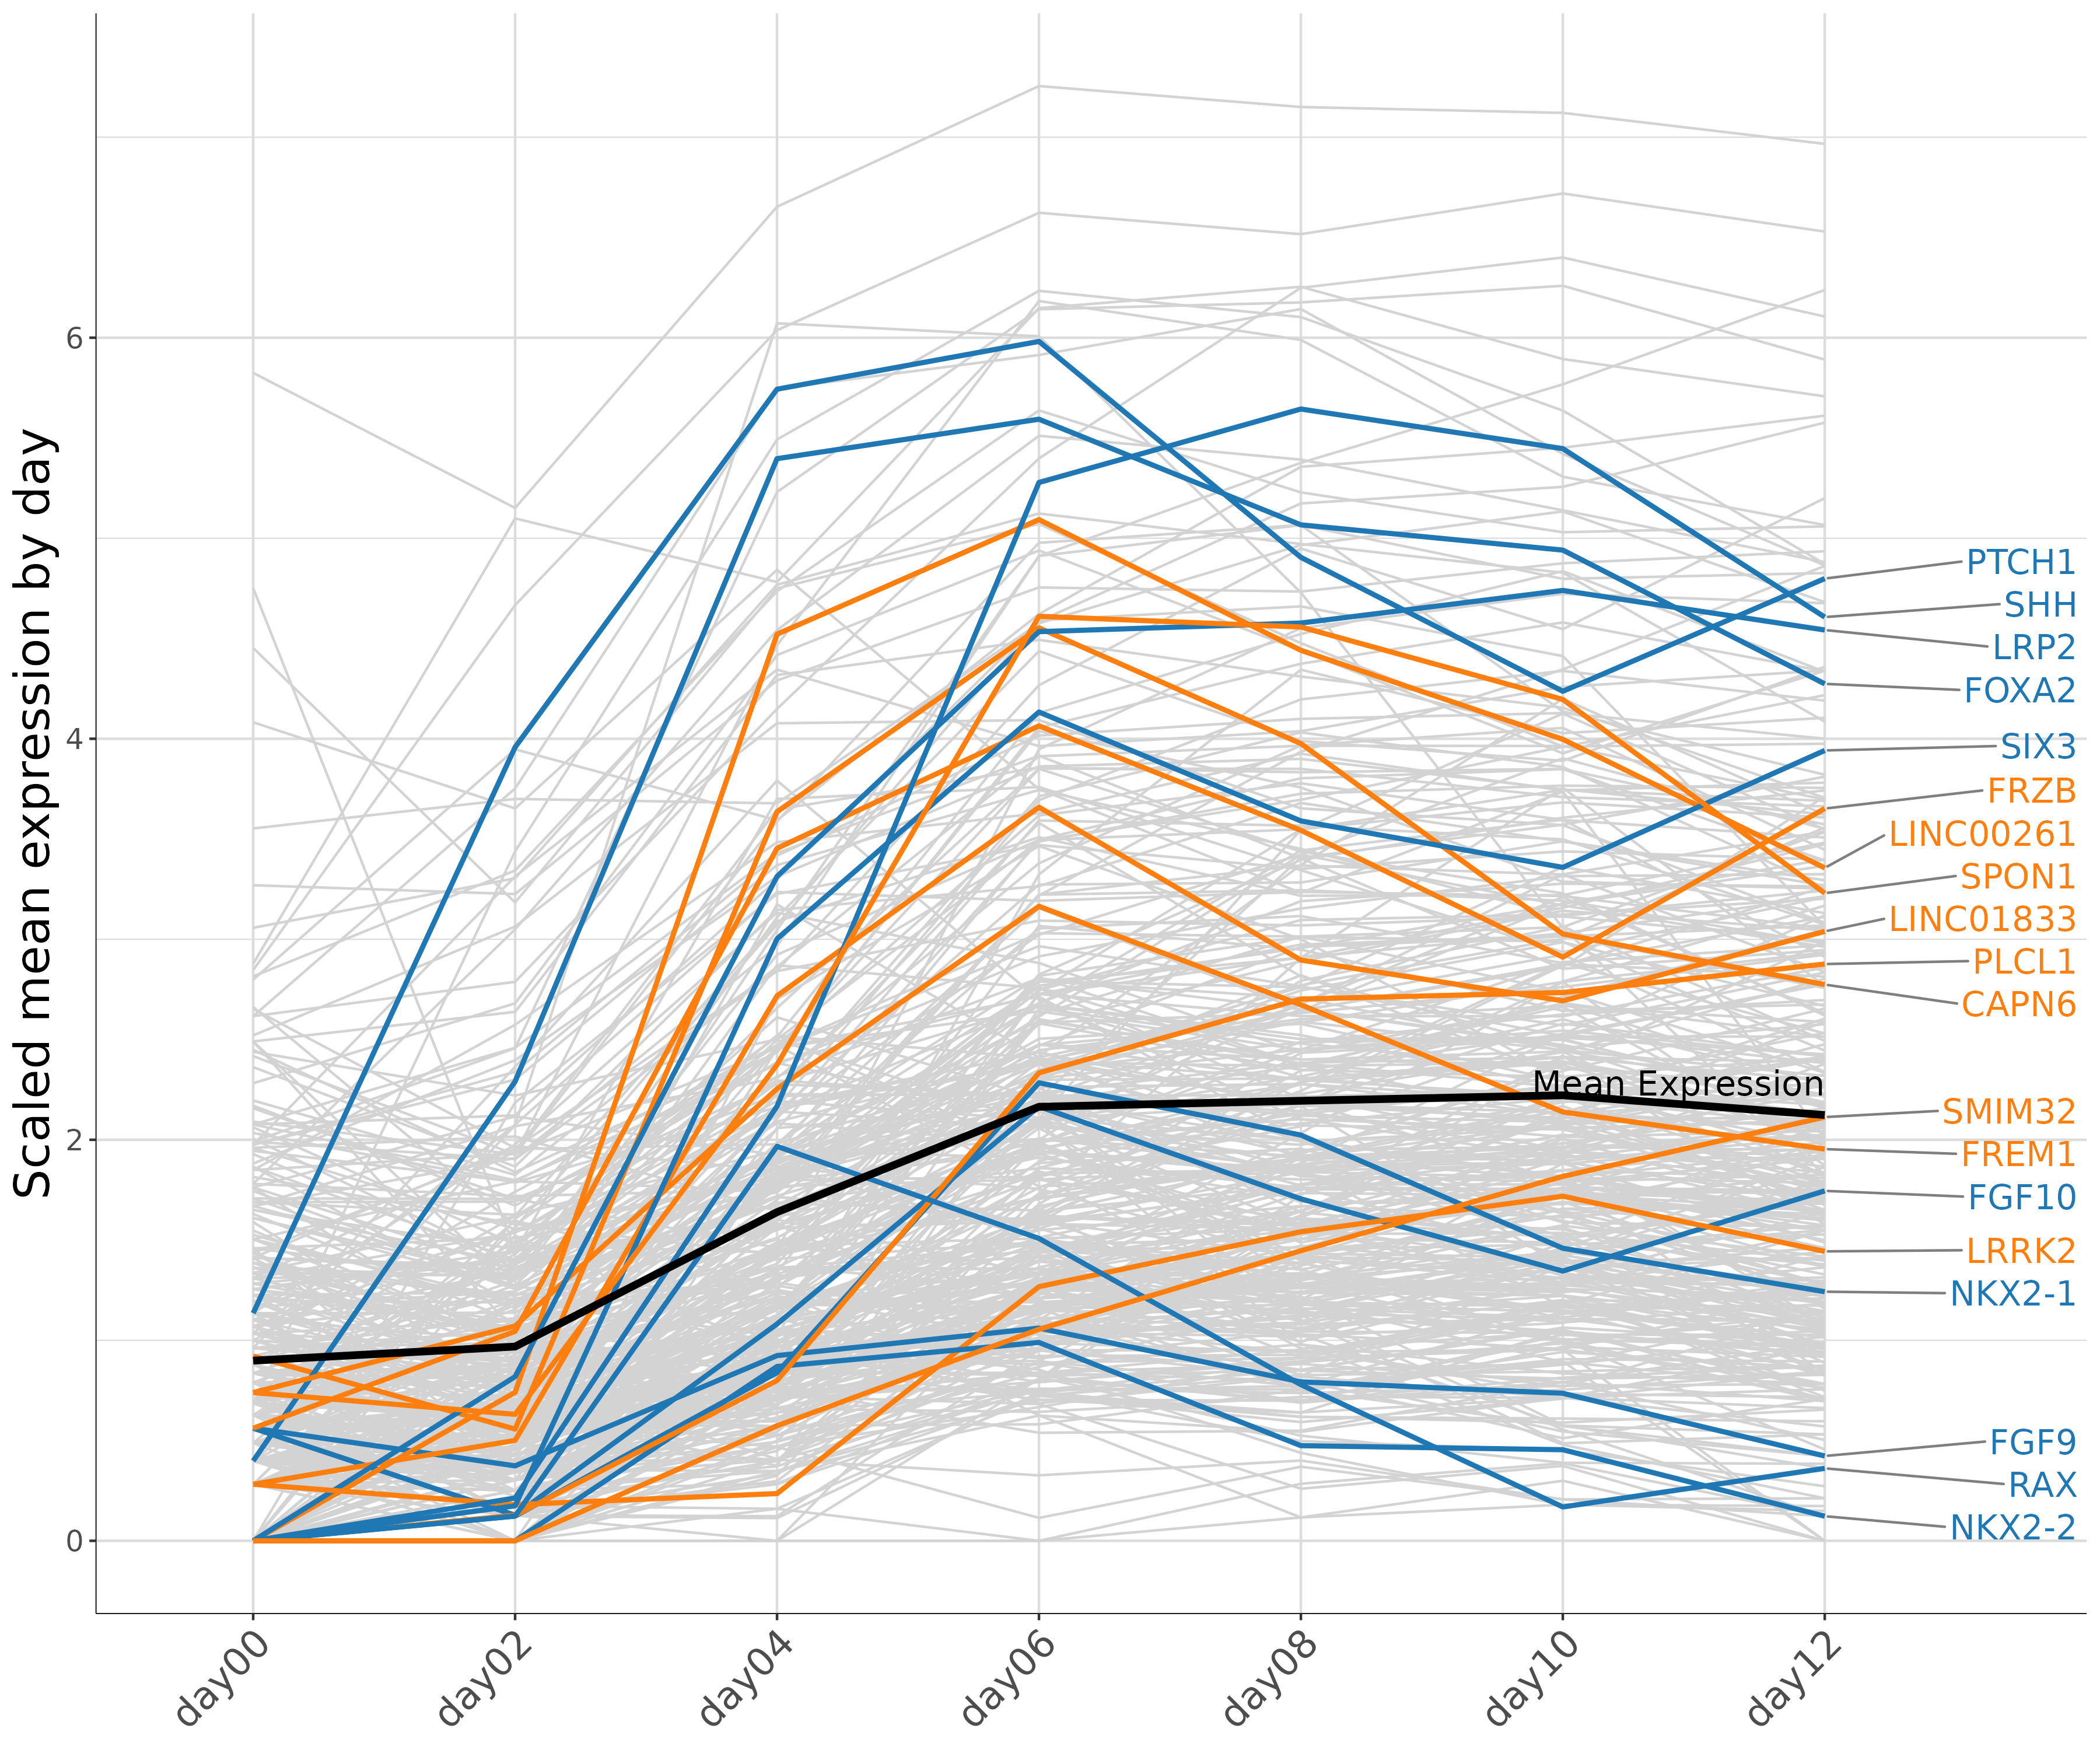 Scaled mean expression by day
6
4
2
0
PTCH1
SHH
LRP2
FOXA2
SIX3
FRZB
LINC00261
SPON1
LINC01833
PLCL1
CAPN6
Mean Expression
SMIM32
FREM1
FGF10
LRRK2
NKX2-1
FGF9
RAX
NKX2-2
day00
day02
day04
day06
day08
day10
day12